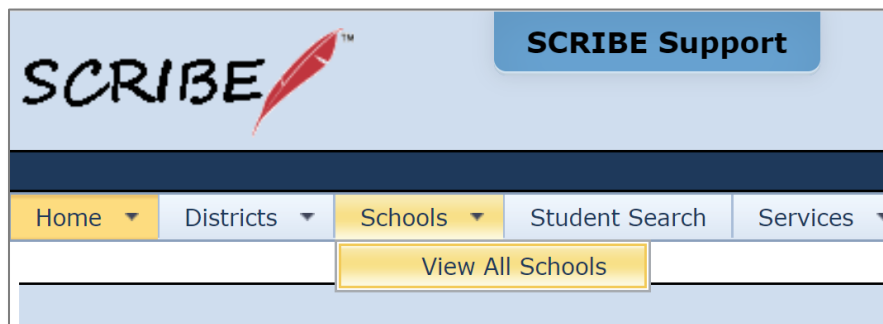 SCRIBE™
SCRIBE Support
Home Districts Schools Student Search Services
View All Schools